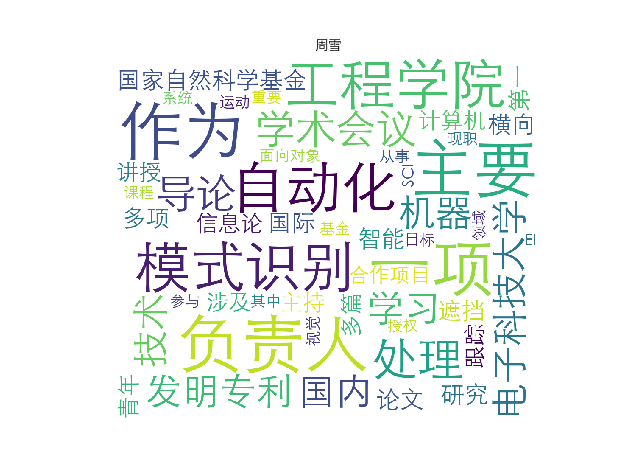 周雪
国家自然科学基金
工程学院
第一
系统
运动
重要
作为
学术会议
计算机
横向
面向对象
从事
现职
讲授
导论
自动化
SCI
主要
课程
多项
信息论
国际
基金
机器
智能
日标
领域
EI
模式识别
一项
合作项目
电子科技大学
参与
涉及
其中
主持
多篇
学习
遮挡
技术
负责人
视觉
授权
处理
跟踪
青年
发明专利
国内
论文
研究